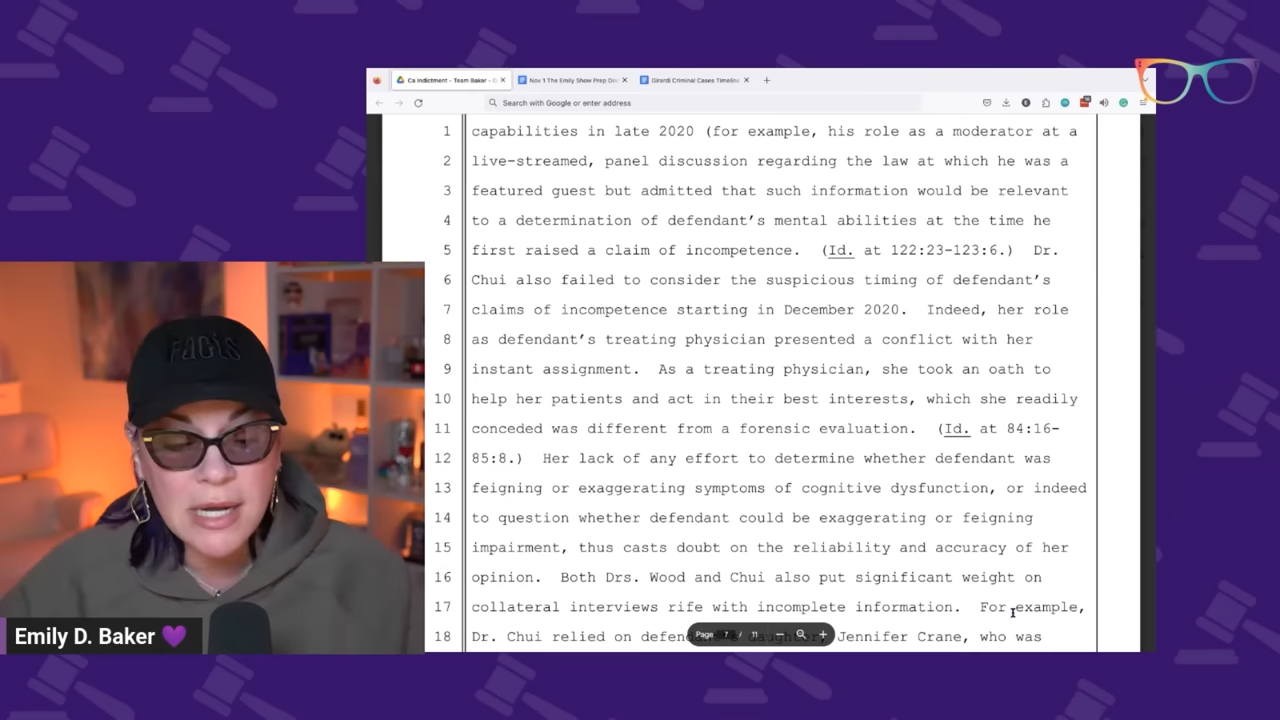 Ca Indictment - Team Baker - G
Nov 1 The Emily Show Prep Doc
Girardi Criminal Cases Timeline
Search with Google or enter address
1 capabilities in late 2020 (for example, his role as a moderator at a
2 live-streamed, panel discussion regarding the law at which he was a
3 featured guest but admitted that such information would be relevant
4 to a determination of defendant's mental abilities at the time he
5 first raised a claim of incompetence. (Id. at 122:23-123:6.) Dr.
6 Chui also failed to consider the suspicious timing of defendant's
7 claims of incompetence starting in December 2020. Indeed, her role
8 as defendant's treating physician presented a conflict with her
9 instant assignment. As a treating physician, she took an oath to
10 help her patients and act in their best interests, which she readily
11 conceded was different from a forensic evaluation. (Id. at 84:16-
12 85:8.) Her lack of any effort to determine whether defendant was
13 feigning or exaggerating symptoms of cognitive dysfunction, or indeed
14 to question whether defendant could be exaggerating or feigning
15 impairment, thus casts doubt on the reliability and accuracy of her
16 opinion. Both Drs. Wood and Chui also put significant weight on
17 collateral interviews rife with incomplete information. For example,
18 Dr. Chui relied on defendant's daughter, Jennifer Crane, who was
Page 7 / 11
Facts
Emily D. Baker 💜